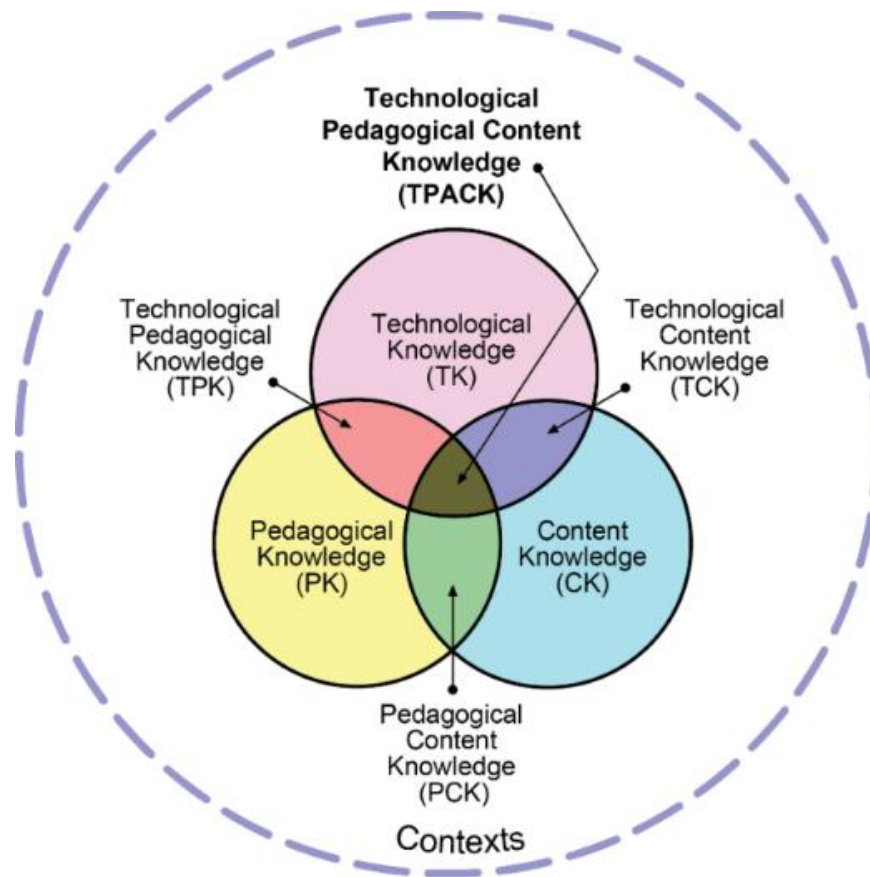 Technological
Pedagogical Content
Knowledge
(TPACK)
Technological
Pedagogical
Knowledge
(TPK)
Technological
Knowledge
(TK)
Technological
Content
Knowledge
(TCK)
Pedagogical
Knowledge
(PK)
Content
Knowledge
(CK)
Pedagogical
Content
Knowledge
(PCK)
Contexts